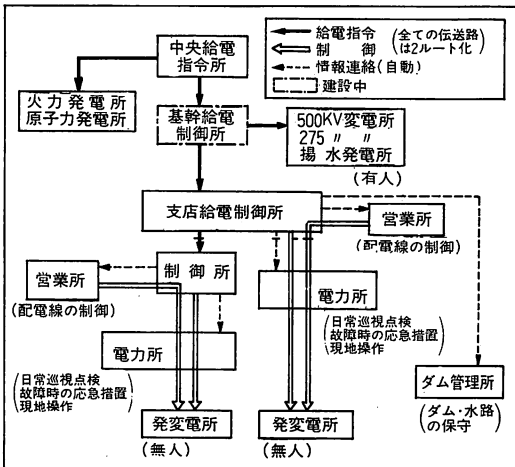 給電指令
制御
(全ての伝送路
は2ルート化)
情報連絡(自動)
建設中
中央給電
指令所
火力発電所
原子力発電所
基幹給電
制御所
500KV変電所
275 〃 〃
揚水発電所
(有人)
支店給電制御所
営業所
(配電線の制御)
制御所
営業所
(配電線の制御)
電力所
(日常巡視点検
故障時の応急措置
現地操作)
電力所
(日常巡視点検
故障時の応急措置
現地操作)
ダム管理所
(ダム・水路
の保守)
発変電所
(無人)
発変電所
(無人)